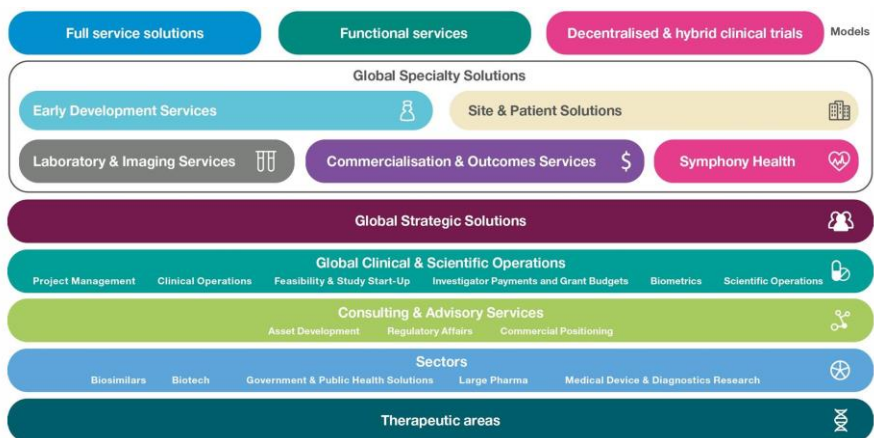 Full service solutions
Functional services
Decentralised & hybrid clinical trials
Models
Global Specialty Solutions
Early Development Services
Site & Patient Solutions
Laboratory & Imaging Services
Commercialisation & Outcomes Services
$
Symphony Health
Global Strategic Solutions
Global Clinical & Scientific Operations
Project Management Clinical Operations Feasibility & Study Start-Up Investigator Payments and Grant Budgets Biometrics Scientific Operations
Consulting & Advisory Services
Asset Development Regulatory Affairs Commercial Positioning
Sectors
Biosimilars Biotech Government & Public Health Solutions Large Pharma Medical Device & Diagnostics Research
Therapeutic areas